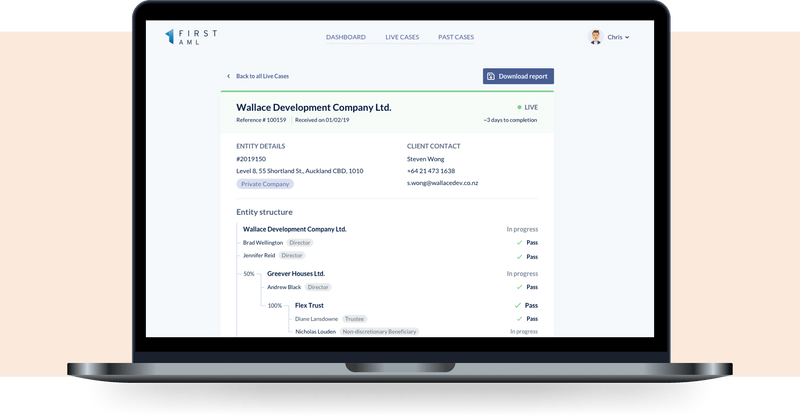 FIRST
AML
DASHBOARD LIVE CASES PAST CASES
Chris
Back to all Live Cases
Download report
Wallace Development Company Ltd.
LIVE
Reference # 100159 Received on 01/02/19
~3 days to completion
ENTITY DETAILS
CLIENT CONTACT
#2019150
Steven Wong
Level 8, 55 Shortland St., Auckland CBD, 1010
+64 21 473 1638
Private Company
s.wong@wallacedev.co.nz
Entity structure
Wallace Development Company Ltd. In progress
Brad Wellington Director Pass
Jennifer Reid Director Pass
50% Greever Houses Ltd. In progress
Andrew Black Director Pass
100% Flex Trust Pass
Diane Lansdowne Trustee Pass
Nicholas Louden Non-discretionary Beneficiary In progress